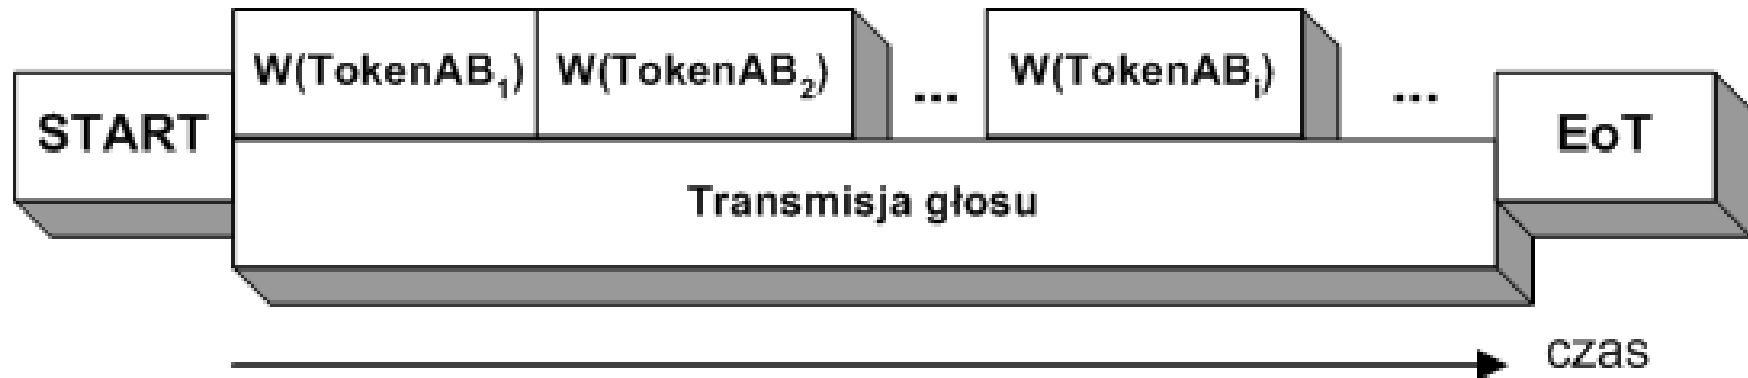 W(TokenAB₁) W(TokenAB₂) ... W(TokenABᵢ) ...
START EoT
Transmisja głosu
czas